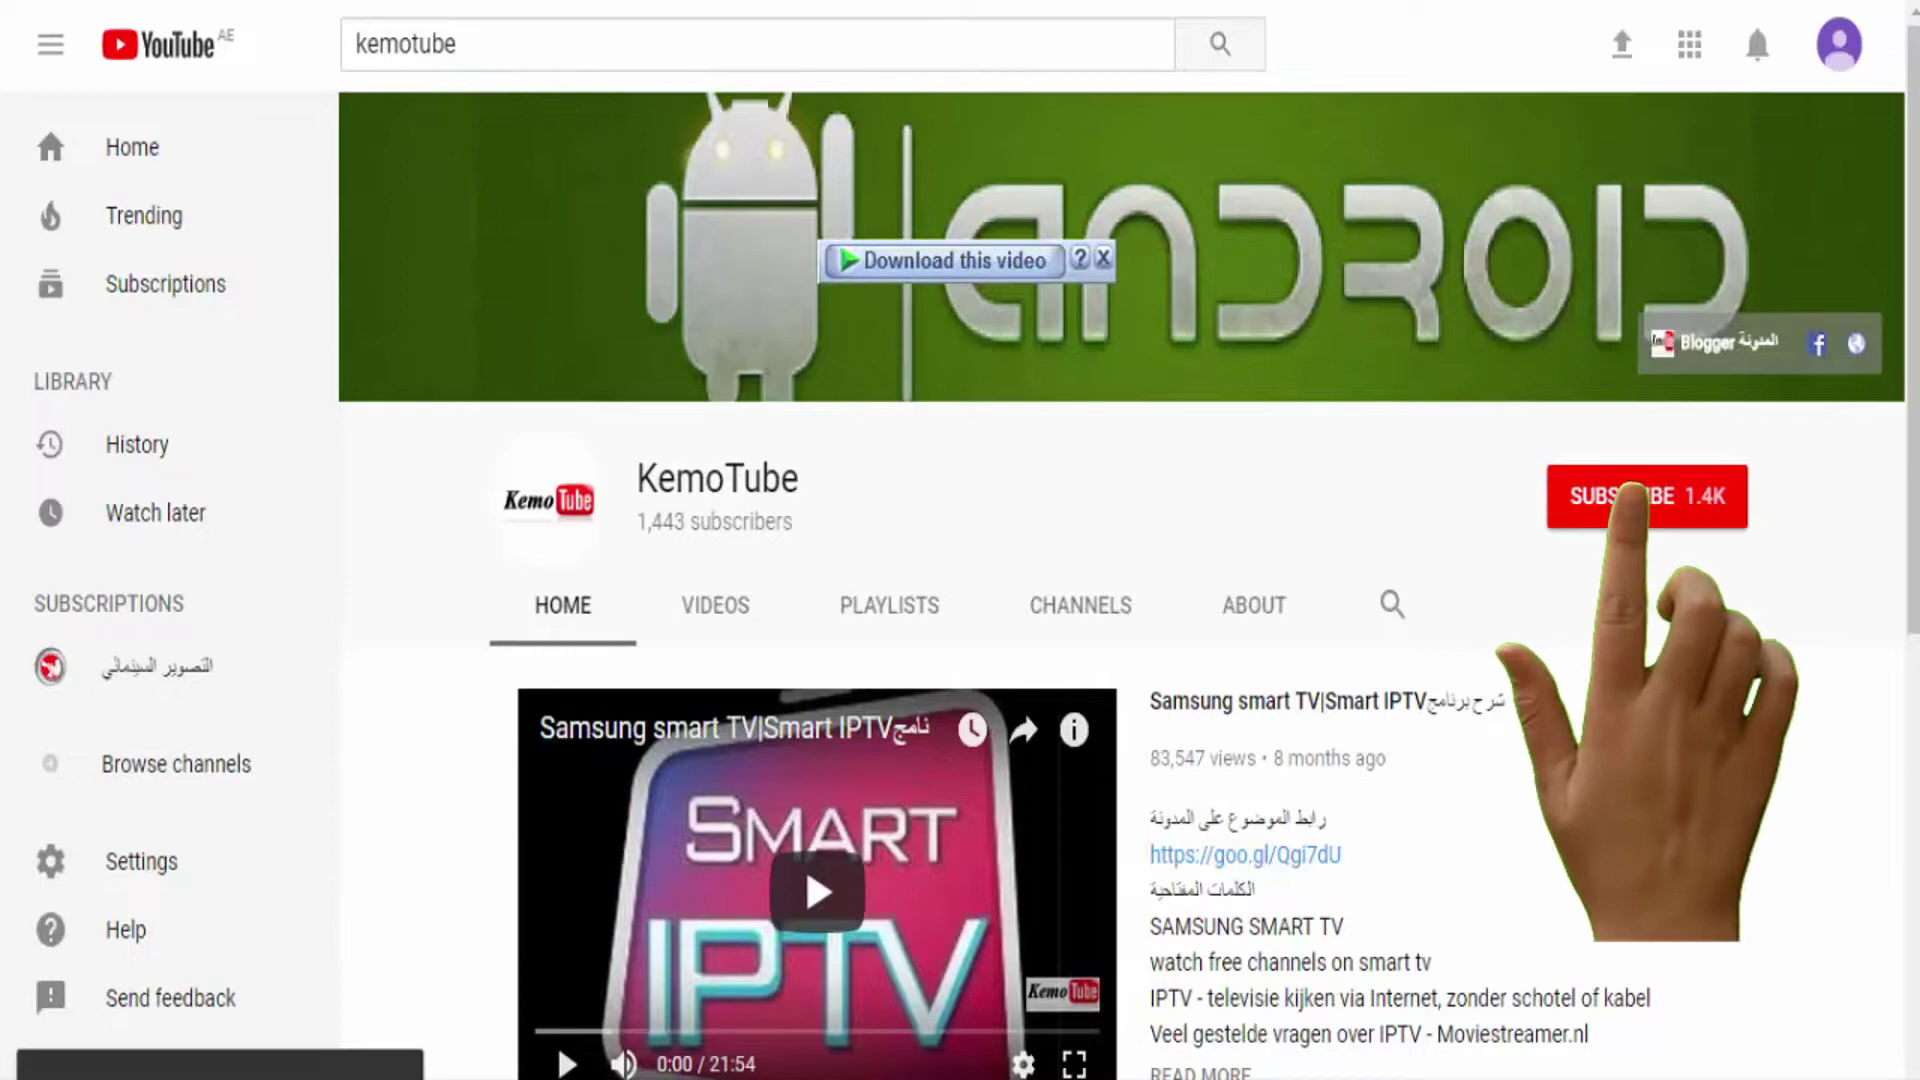 YouTube AE
kemotube
Home
Trending
Subscriptions
LIBRARY
History
Watch later
SUBSCRIPTIONS
التصوير السينمائي
Browse channels
Settings
Help
Send feedback
ANDROID
Download this video ? X
Blogger المدونة
Kemo Tube
KemoTube
1,443 subscribers
1.4K
HOME VIDEOS PLAYLISTS CHANNELS ABOUT
Samsung smart TV|Smart IPTVنامج
SMART
IPTV
Kemo Tube
0:00 / 21:54
Samsung smart TV|Smart IPTVشرح برنامج
83,547 views • 8 months ago
رابط الموضوع على المدونة
https://goo.gl/Qgi7dU
الكلمات المفتاحية
SAMSUNG SMART TV
watch free channels on smart tv
IPTV - televisie kijken via Internet, zonder schotel of kabel
Veel gestelde vragen over IPTV - Moviestreamer.nl
READ MORE